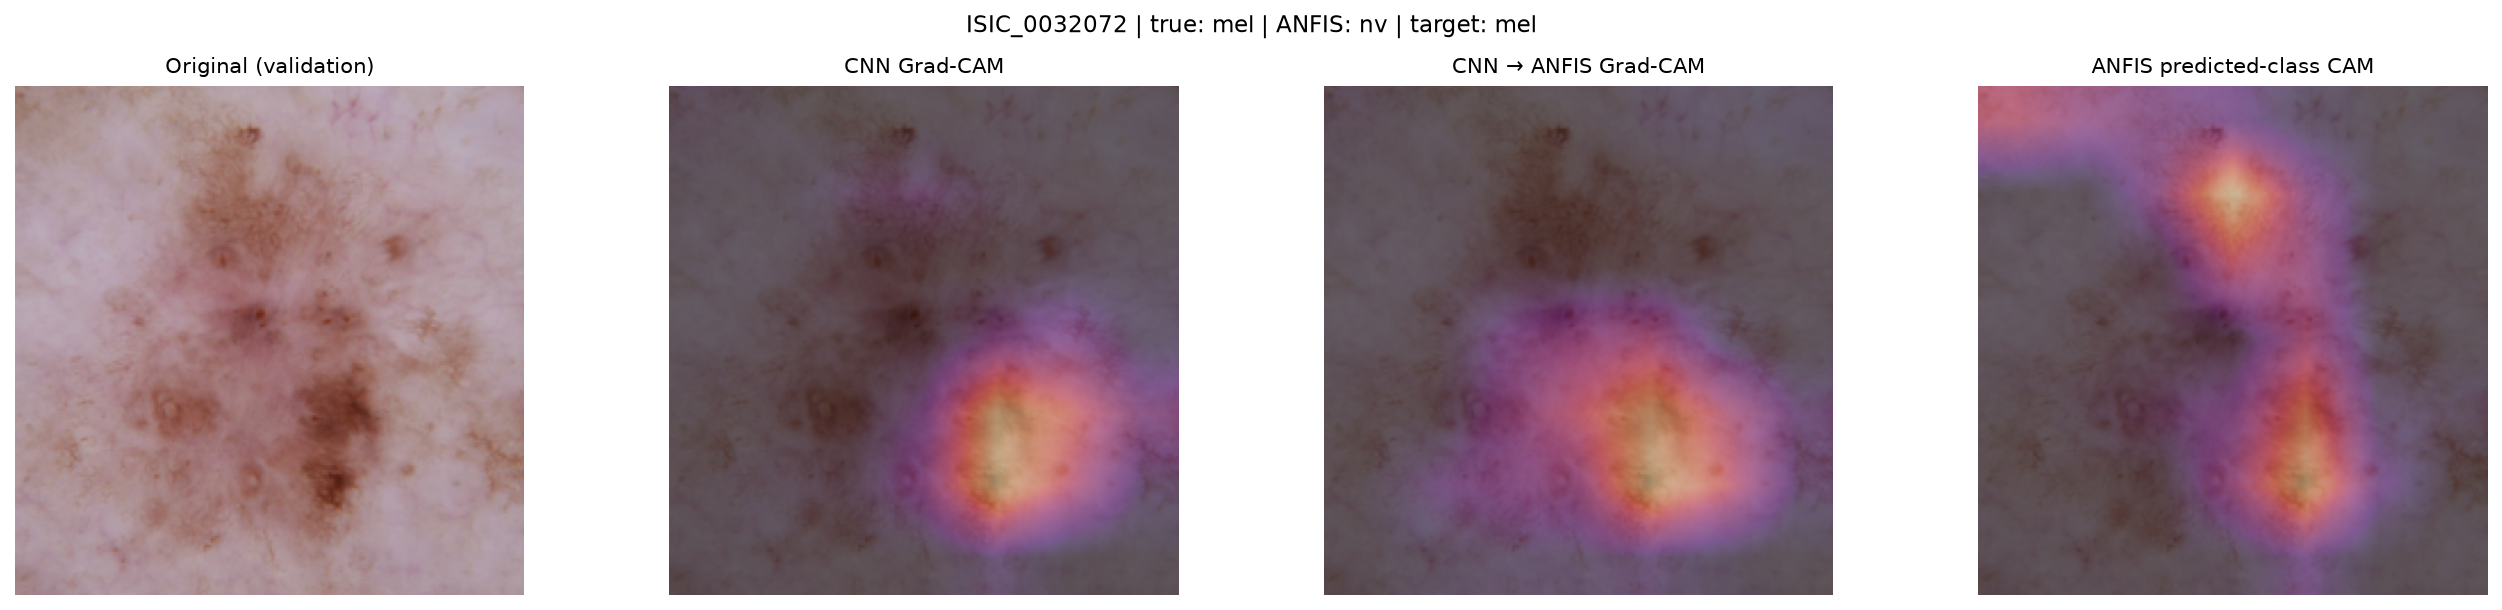 ISIC_0032072 | true: mel | ANFIS: nv | target: mel
Original (validation)
CNN Grad-CAM
CNN → ANFIS Grad-CAM
ANFIS predicted-class CAM